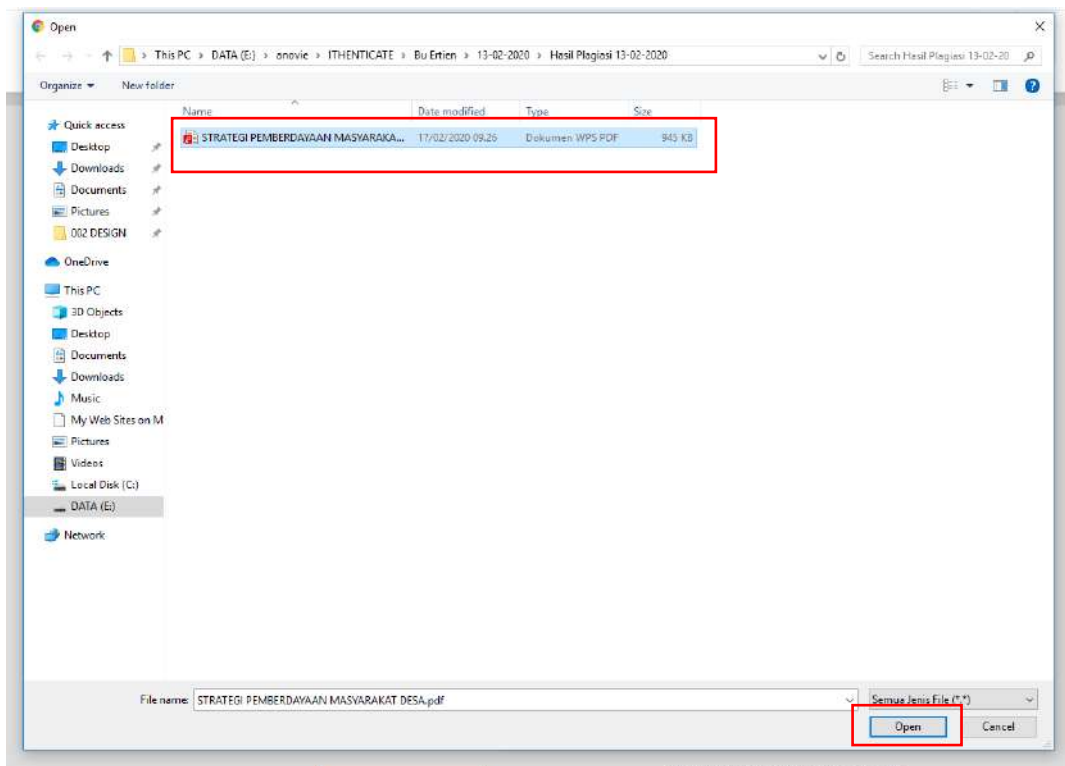 Open
This PC > DATA (E:) > anovie > ITHENTICATE > Bu Ertien > 13-02-2020 > Hasil Plagiasi 13-02-2020
Search Hasil Plagiasi 13-02-20
Organize
New folder
Name
Date modified
Type
Size
STRATEGI PEMBERDAYAAN MASYARAKA...
17/02/2020 09.26
Dokumen WPS PDF
945 KB
Quick access
Desktop
Downloads
Documents
Pictures
002 DESIGN
OneDrive
This PC
3D Objects
Desktop
Documents
Downloads
Music
My Web Sites on M
Pictures
Videos
Local Disk (C:)
DATA (E:)
Network
File name:
STRATEGI PEMBERDAYAAN MASYARAKAT DESA.pdf
Semua Jenis File (*.*)
Open
Cancel